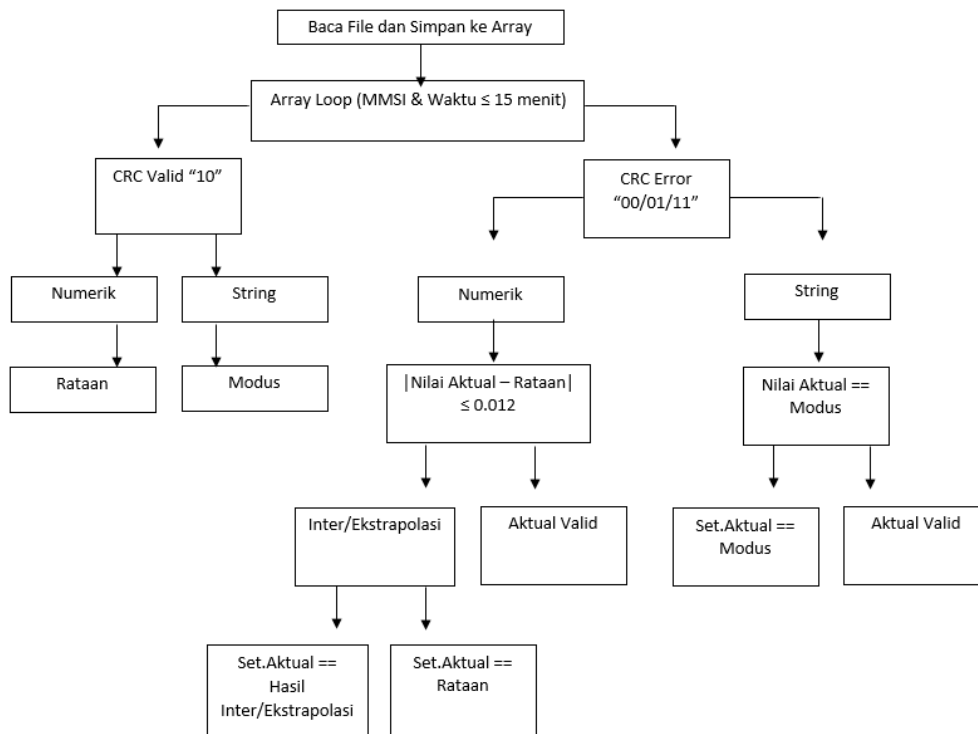 Baca File dan Simpan ke Array
Array Loop (MMSI & Waktu ≤ 15 menit)
CRC Valid “10”
CRC Error
“00/01/11”
Numerik
String
Numerik
String
Rataan
Modus
|Nilai Aktual – Rataan|
≤ 0.012
Nilai Aktual ==
Modus
Inter/Ekstrapolasi
Aktual Valid
Set.Aktual ==
Modus
Aktual Valid
Set.Aktual ==
Hasil
Inter/Ekstrapolasi
Set.Aktual ==
Rataan